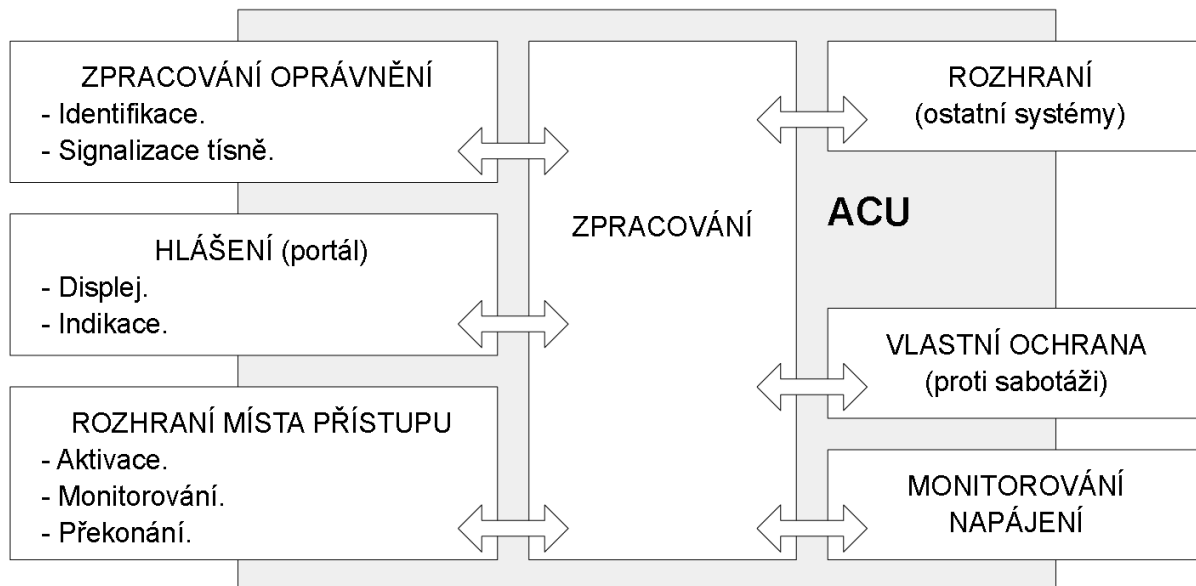 ZPRACOVÁNÍ OPRÁVNĚNÍ
- Identifikace.
- Signalizace tísně.
HLÁŠENÍ (portál)
- Displej.
- Indikace.
ROZHRANÍ MÍSTA PŘÍSTUPU
- Aktivace.
- Monitorování.
- Překonání.
ZPRACOVÁNÍ
ROZHRANÍ
(ostatní systémy)
ACU
VLASTNÍ OCHRANA
(proti sabotáži)
MONITOROVÁNÍ
NAPÁJENÍ